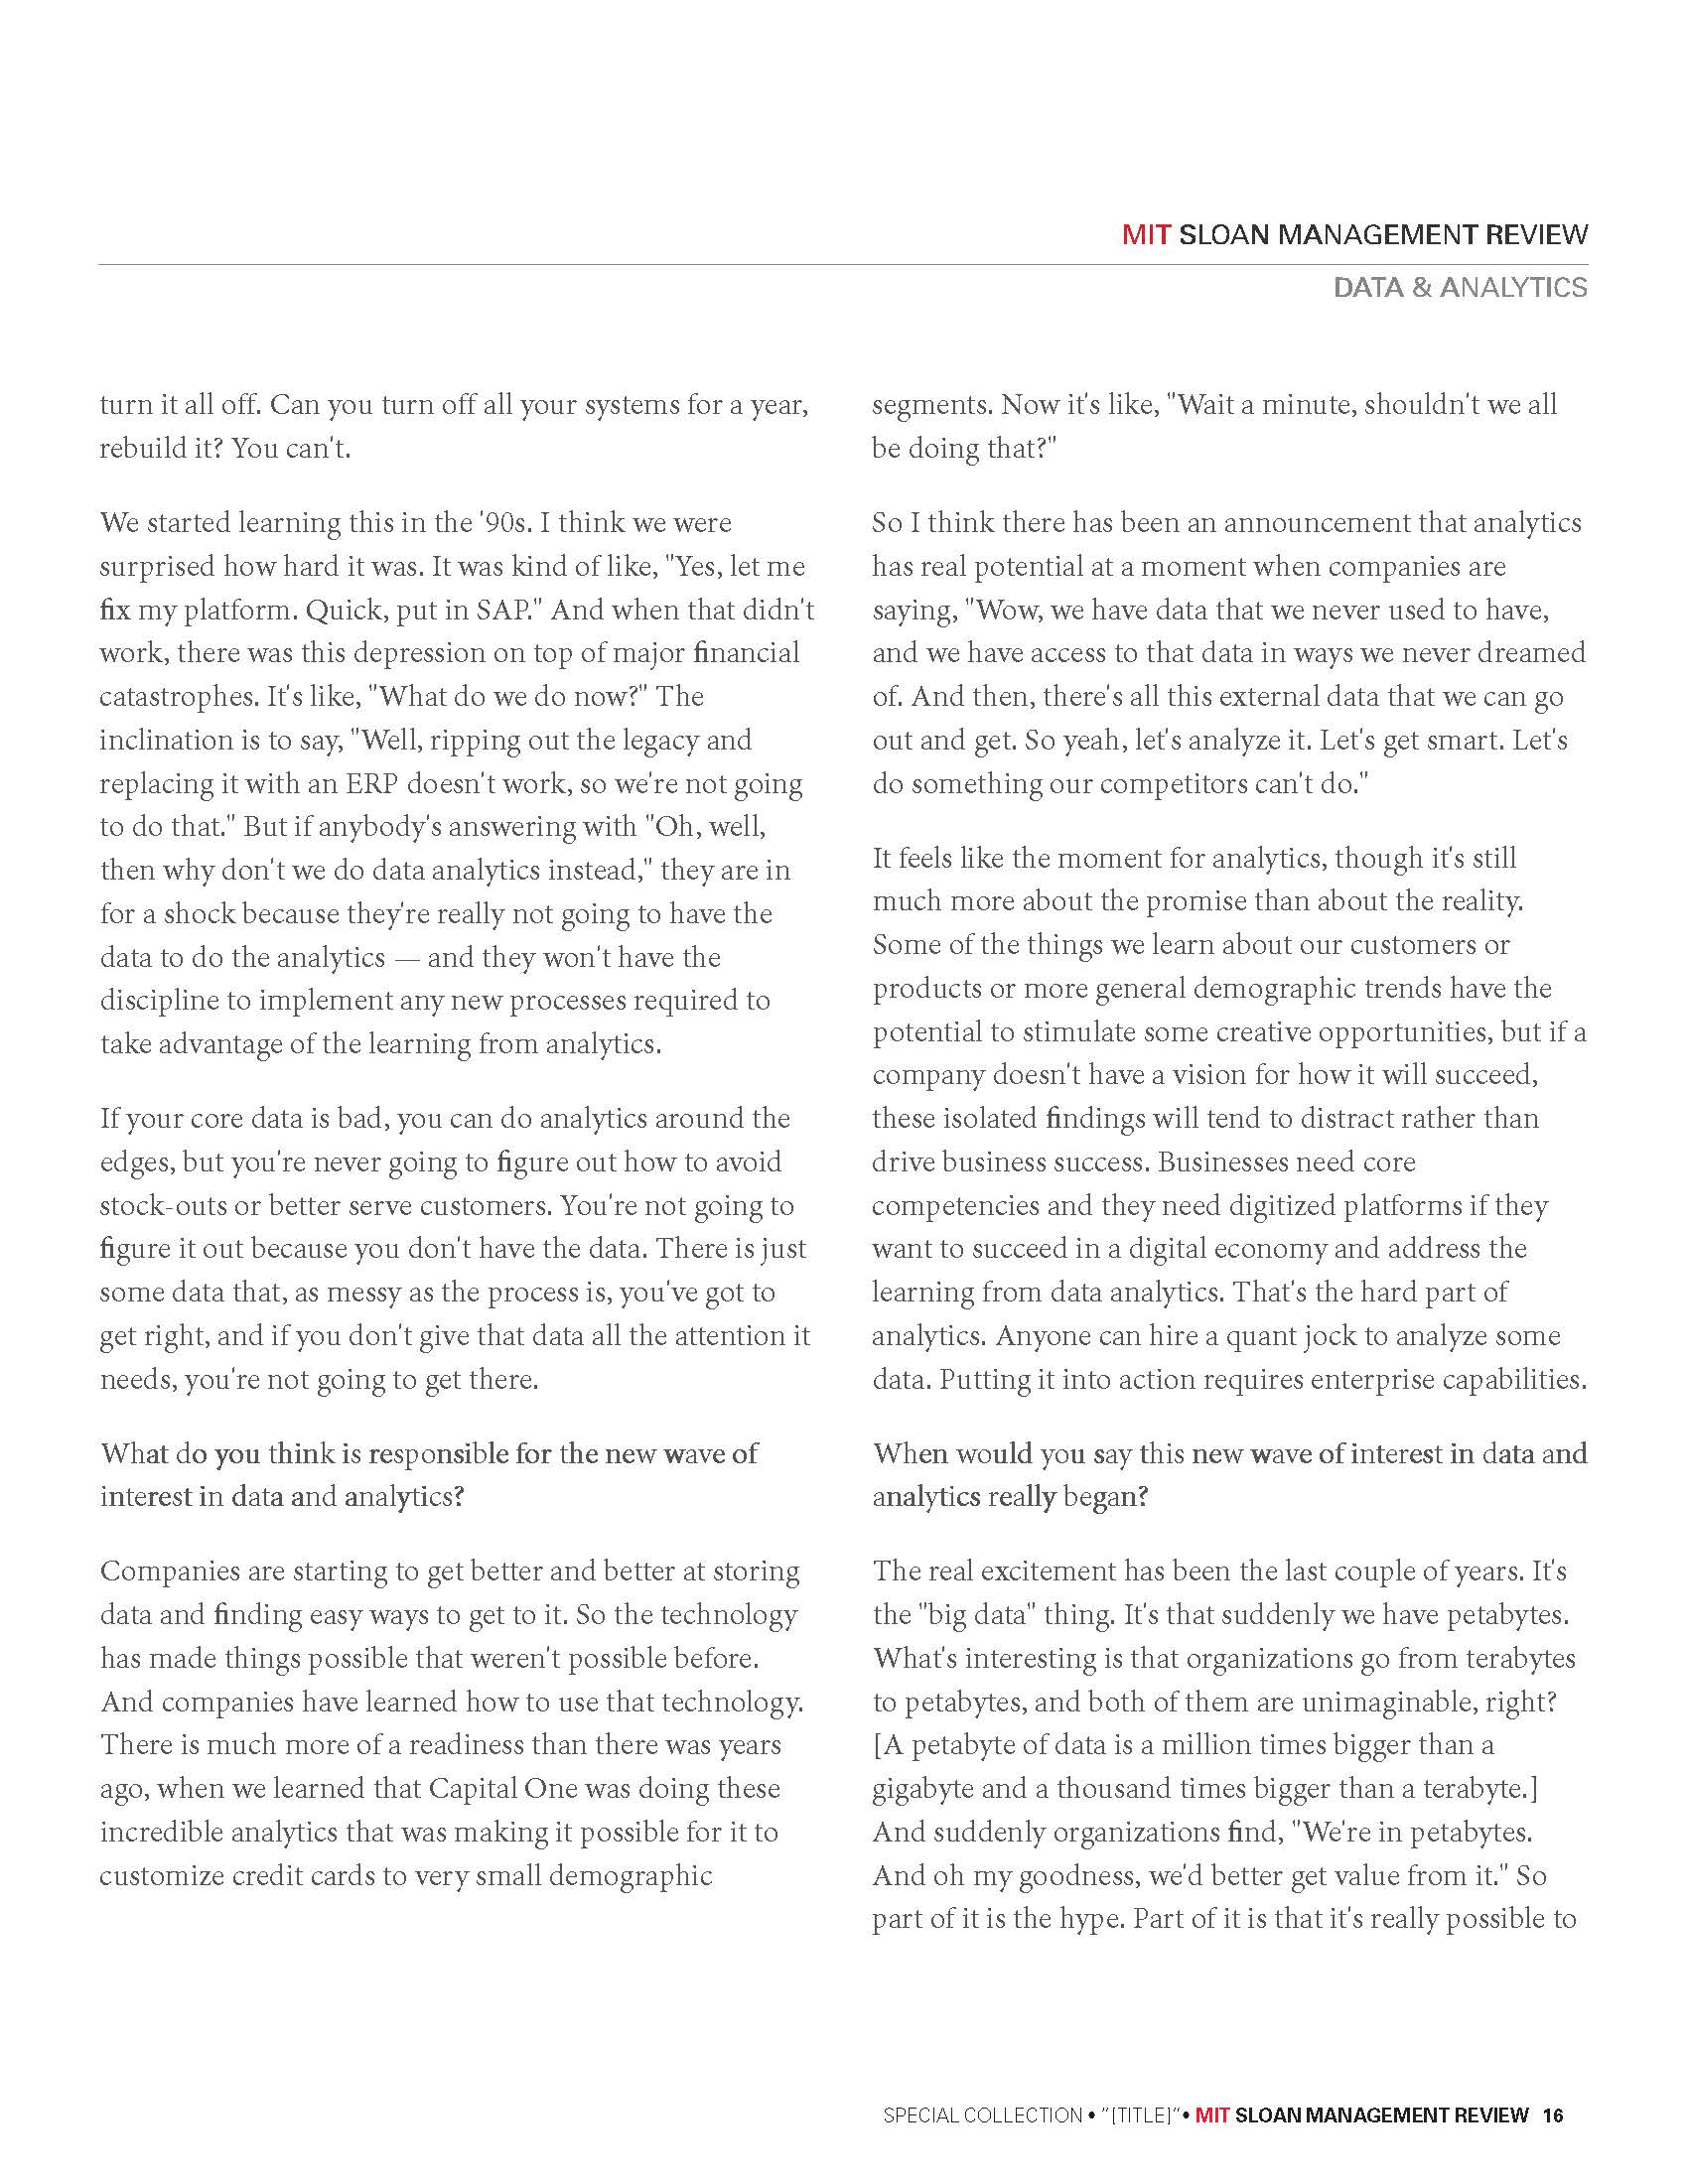 MIT SLOAN MANAGEMENT REVIEW
DATA & ANALYTICS
turn it all off. Can you turn off all your systems for a year,
rebuild it? You can't.
We started learning this in the '90s. I think we were
surprised how hard it was. It was kind of like, "Yes, let me
fix my platform. Quick, put in SAP." And when that didn't
work, there was this depression on top of major financial
catastrophes. It's like, "What do we do now?" The
inclination is to say, "Well, ripping out the legacy and
replacing it with an ERP doesn't work, so we're not going
to do that." But if anybody's answering with "Oh, well,
then why don't we do data analytics instead," they are in
for a shock because they're really not going to have the
data to do the analytics — and they won't have the
discipline to implement any new processes required to
take advantage of the learning from analytics.
If your core data is bad, you can do analytics around the
edges, but you're never going to figure out how to avoid
stock-outs or better serve customers. You're not going to
figure it out because you don't have the data. There is just
some data that, as messy as the process is, you've got to
get right, and if you don't give that data all the attention it
needs, you're not going to get there.
What do you think is responsible for the new wave of
interest in data and analytics?
Companies are starting to get better and better at storing
data and finding easy ways to get to it. So the technology
has made things possible that weren't possible before.
And companies have learned how to use that technology.
There is much more of a readiness than there was years
ago, when we learned that Capital One was doing these
incredible analytics that was making it possible for it to
customize credit cards to very small demographic
segments. Now it's like, "Wait a minute, shouldn't we all
be doing that?"
So I think there has been an announcement that analytics
has real potential at a moment when companies are
saying, "Wow, we have data that we never used to have,
and we have access to that data in ways we never dreamed
of. And then, there's all this external data that we can go
out and get. So yeah, let's analyze it. Let's get smart. Let's
do something our competitors can't do."
It feels like the moment for analytics, though it's still
much more about the promise than about the reality.
Some of the things we learn about our customers or
products or more general demographic trends have the
potential to stimulate some creative opportunities, but if a
company doesn't have a vision for how it will succeed,
these isolated findings will tend to distract rather than
drive business success. Businesses need core
competencies and they need digitized platforms if they
want to succeed in a digital economy and address the
learning from data analytics. That's the hard part of
analytics. Anyone can hire a quant jock to analyze some
data. Putting it into action requires enterprise capabilities.
When would you say this new wave of interest in data and
analytics really began?
The real excitement has been the last couple of years. It's
the "big data" thing. It's that suddenly we have petabytes.
What's interesting is that organizations go from terabytes
to petabytes, and both of them are unimaginable, right?
[A petabyte of data is a million times bigger than a
gigabyte and a thousand times bigger than a terabyte.]
And suddenly organizations find, "We're in petabytes.
And oh my goodness, we'd better get value from it." So
part of it is the hype. Part of it is that it's really possible to
SPECIAL COLLECTION • "[TITLE]"• MIT SLOAN MANAGEMENT REVIEW 16